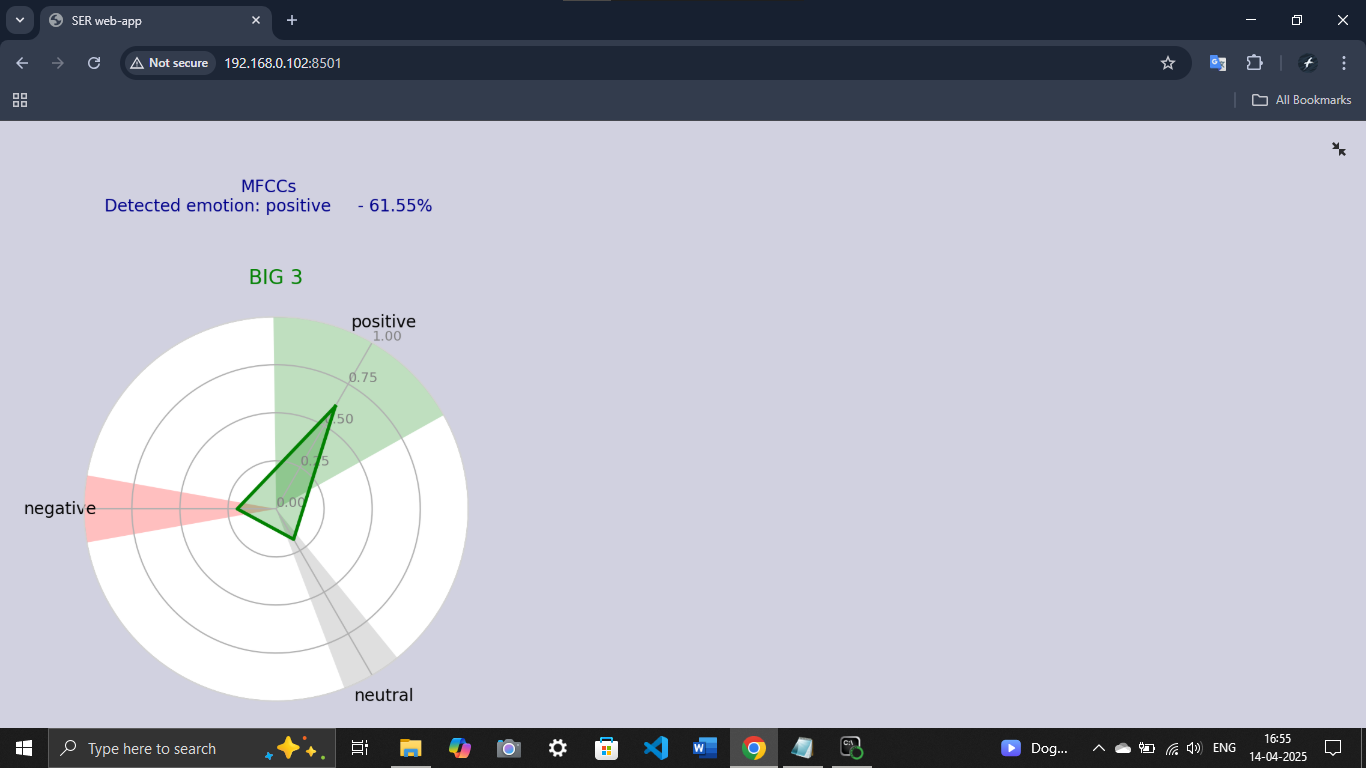 SER web-app
Not secure
192.168.0.102:8501
All Bookmarks
MFCCs
Detected emotion: positive - 61.55%
BIG 3
positive
1.00
0.75
0.50
0.25
0.00
negative
neutral
Type here to search
Dog...
ENG
16:55
14-04-2025